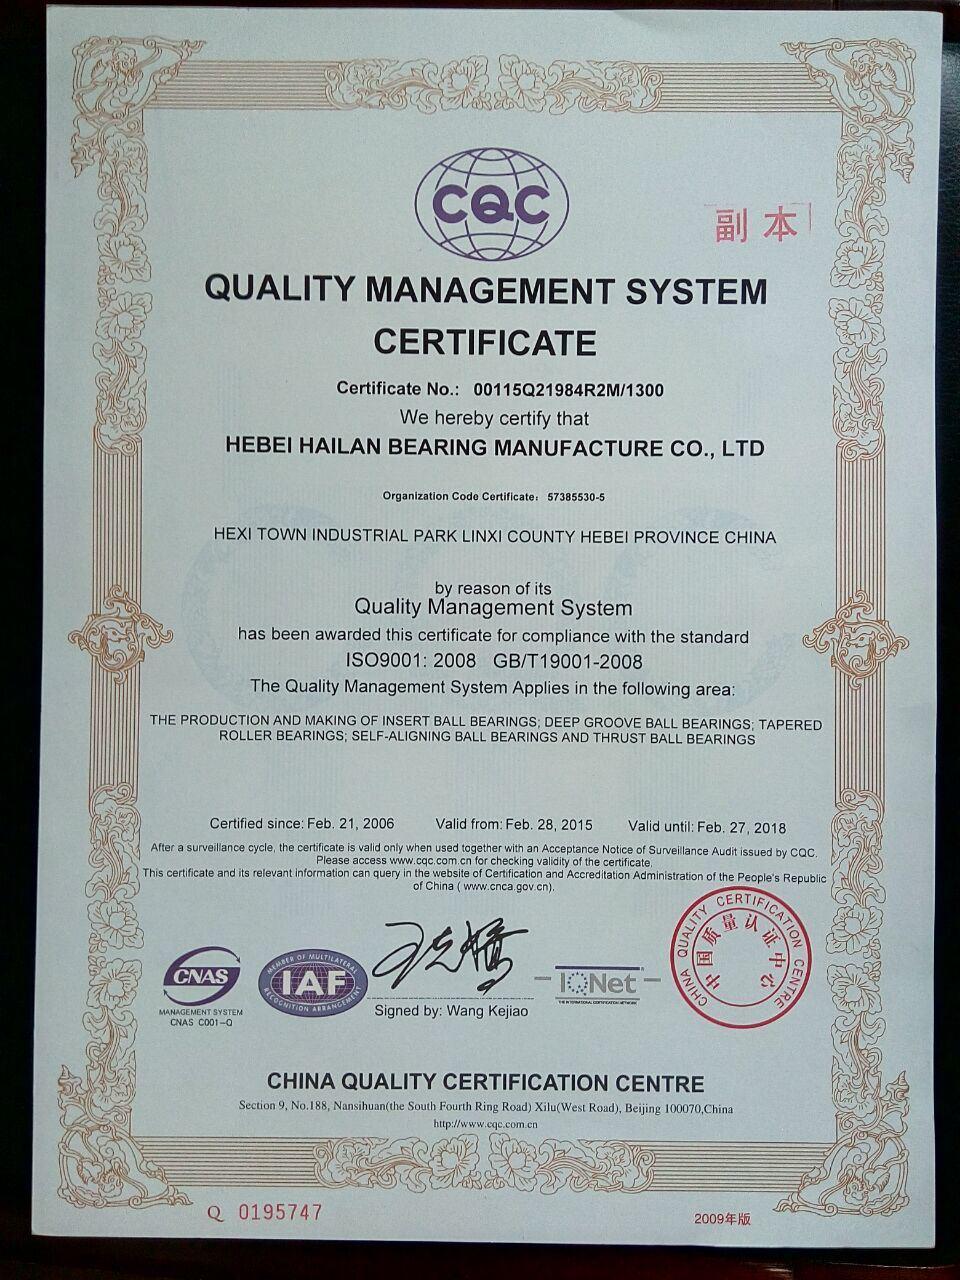 CQC
副本
QUALITY MANAGEMENT SYSTEM
CERTIFICATE
Certificate No.: 00115Q21984R2M/1300
We hereby certify that
HEBEI HAILAN BEARING MANUFACTURE CO., LTD
Organization Code Certificate: 57385530-5
HEXI TOWN INDUSTRIAL PARK LINXI COUNTY HEBEI PROVINCE CHINA
by reason of its
Quality Management System
has been awarded this certificate for compliance with the standard
ISO9001: 2008 GB/T19001-2008
The Quality Management System Applies in the following area:
THE PRODUCTION AND MAKING OF INSERT BALL BEARINGS; DEEP GROOVE BALL BEARINGS; TAPERED
ROLLER BEARINGS; SELF-ALIGNING BALL BEARINGS AND THRUST BALL BEARINGS
Certified since: Feb. 21, 2006 Valid from: Feb. 28, 2015 Valid until: Feb. 27, 2018
After a surveillance cycle, the certificate is valid only when used together with an Acceptance Notice of Surveillance Audit issued by CQC.
Please access www.cqc.com.cn for checking validity of the certificate.
This certificate and its relevant information can query in the website of Certification and Accreditation Administration of the People's Republic
of China ( www.cnca.gov.cn).
CNAS
MANAGEMENT SYSTEM
CNAS C001-Q
MEMBER OF MULTILATERAL
IAF
RECOGNITION ARRANGEMENT
Signed by: Wang Kejiao
IQNet
THE INTERNATIONAL CERTIFICATION NETWORK
CHINA QUALITY CERTIFICATION CENTRE
中国质量认证中心
CHINA QUALITY CERTIFICATION CENTRE
Section 9, No.188, Nansihuan(the South Fourth Ring Road) Xilu(West Road), Beijing 100070,China
http://www.cqc.com.cn
Q 0195747
2009年版